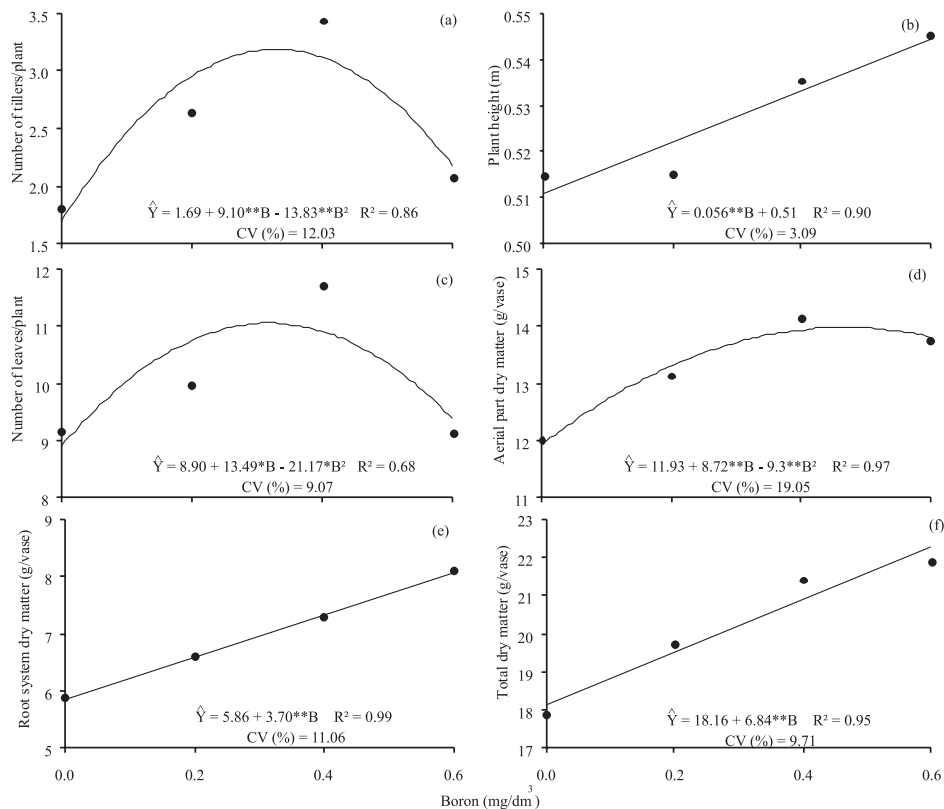 (a)
Number of tillers/plant
3.5
3.0
2.5
2.0
1.5
Ŷ = 1.69 + 9.10**B - 13.83**B² R² = 0.86
CV (%) = 12.03
(b)
Plant height (m)
0.55
0.54
0.53
0.52
0.51
0.50
Ŷ = 0.056**B + 0.51 R² = 0.90
CV (%) = 3.09
(c)
Number of leaves/plant
12
11
10
9
8
Ŷ = 8.90 + 13.49*B - 21.17*B² R² = 0.68
CV (%) = 9.07
(d)
Aerial part dry matter (g/vase)
15
14
13
12
11
Ŷ = 11.93 + 8.72**B - 9.3**B² R² = 0.97
CV (%) = 19.05
(e)
Root system dry matter (g/vase)
9
8
7
6
5
Ŷ = 5.86 + 3.70**B R² = 0.99
CV (%) = 11.06
0.0 0.2 0.4 0.6
(f)
Total dry matter (g/vase)
23
22
21
20
19
18
17
Ŷ = 18.16 + 6.84**B R² = 0.95
CV (%) = 9.71
0.0 0.2 0.4 0.6
Boron (mg/dm³)